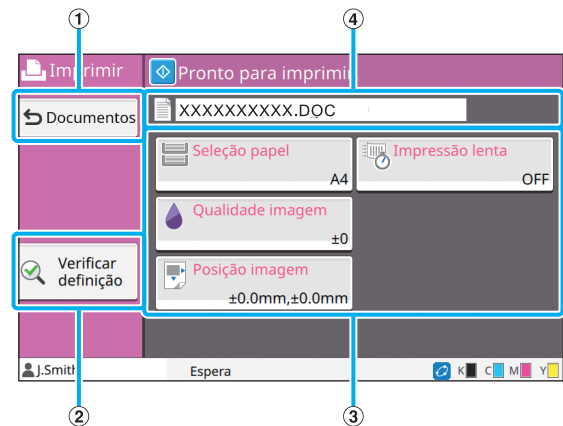 1
4
Imprimir
Pronto para imprimir
Documentos
XXXXXXXXXX.DOC
Seleção papel
A4
Impressão lenta
OFF
Qualidade imagem
±0
Verificar
definição
Posição imagem
±0.0mm,±0.0mm
J.Smith
Espera
K C M Y
2
3